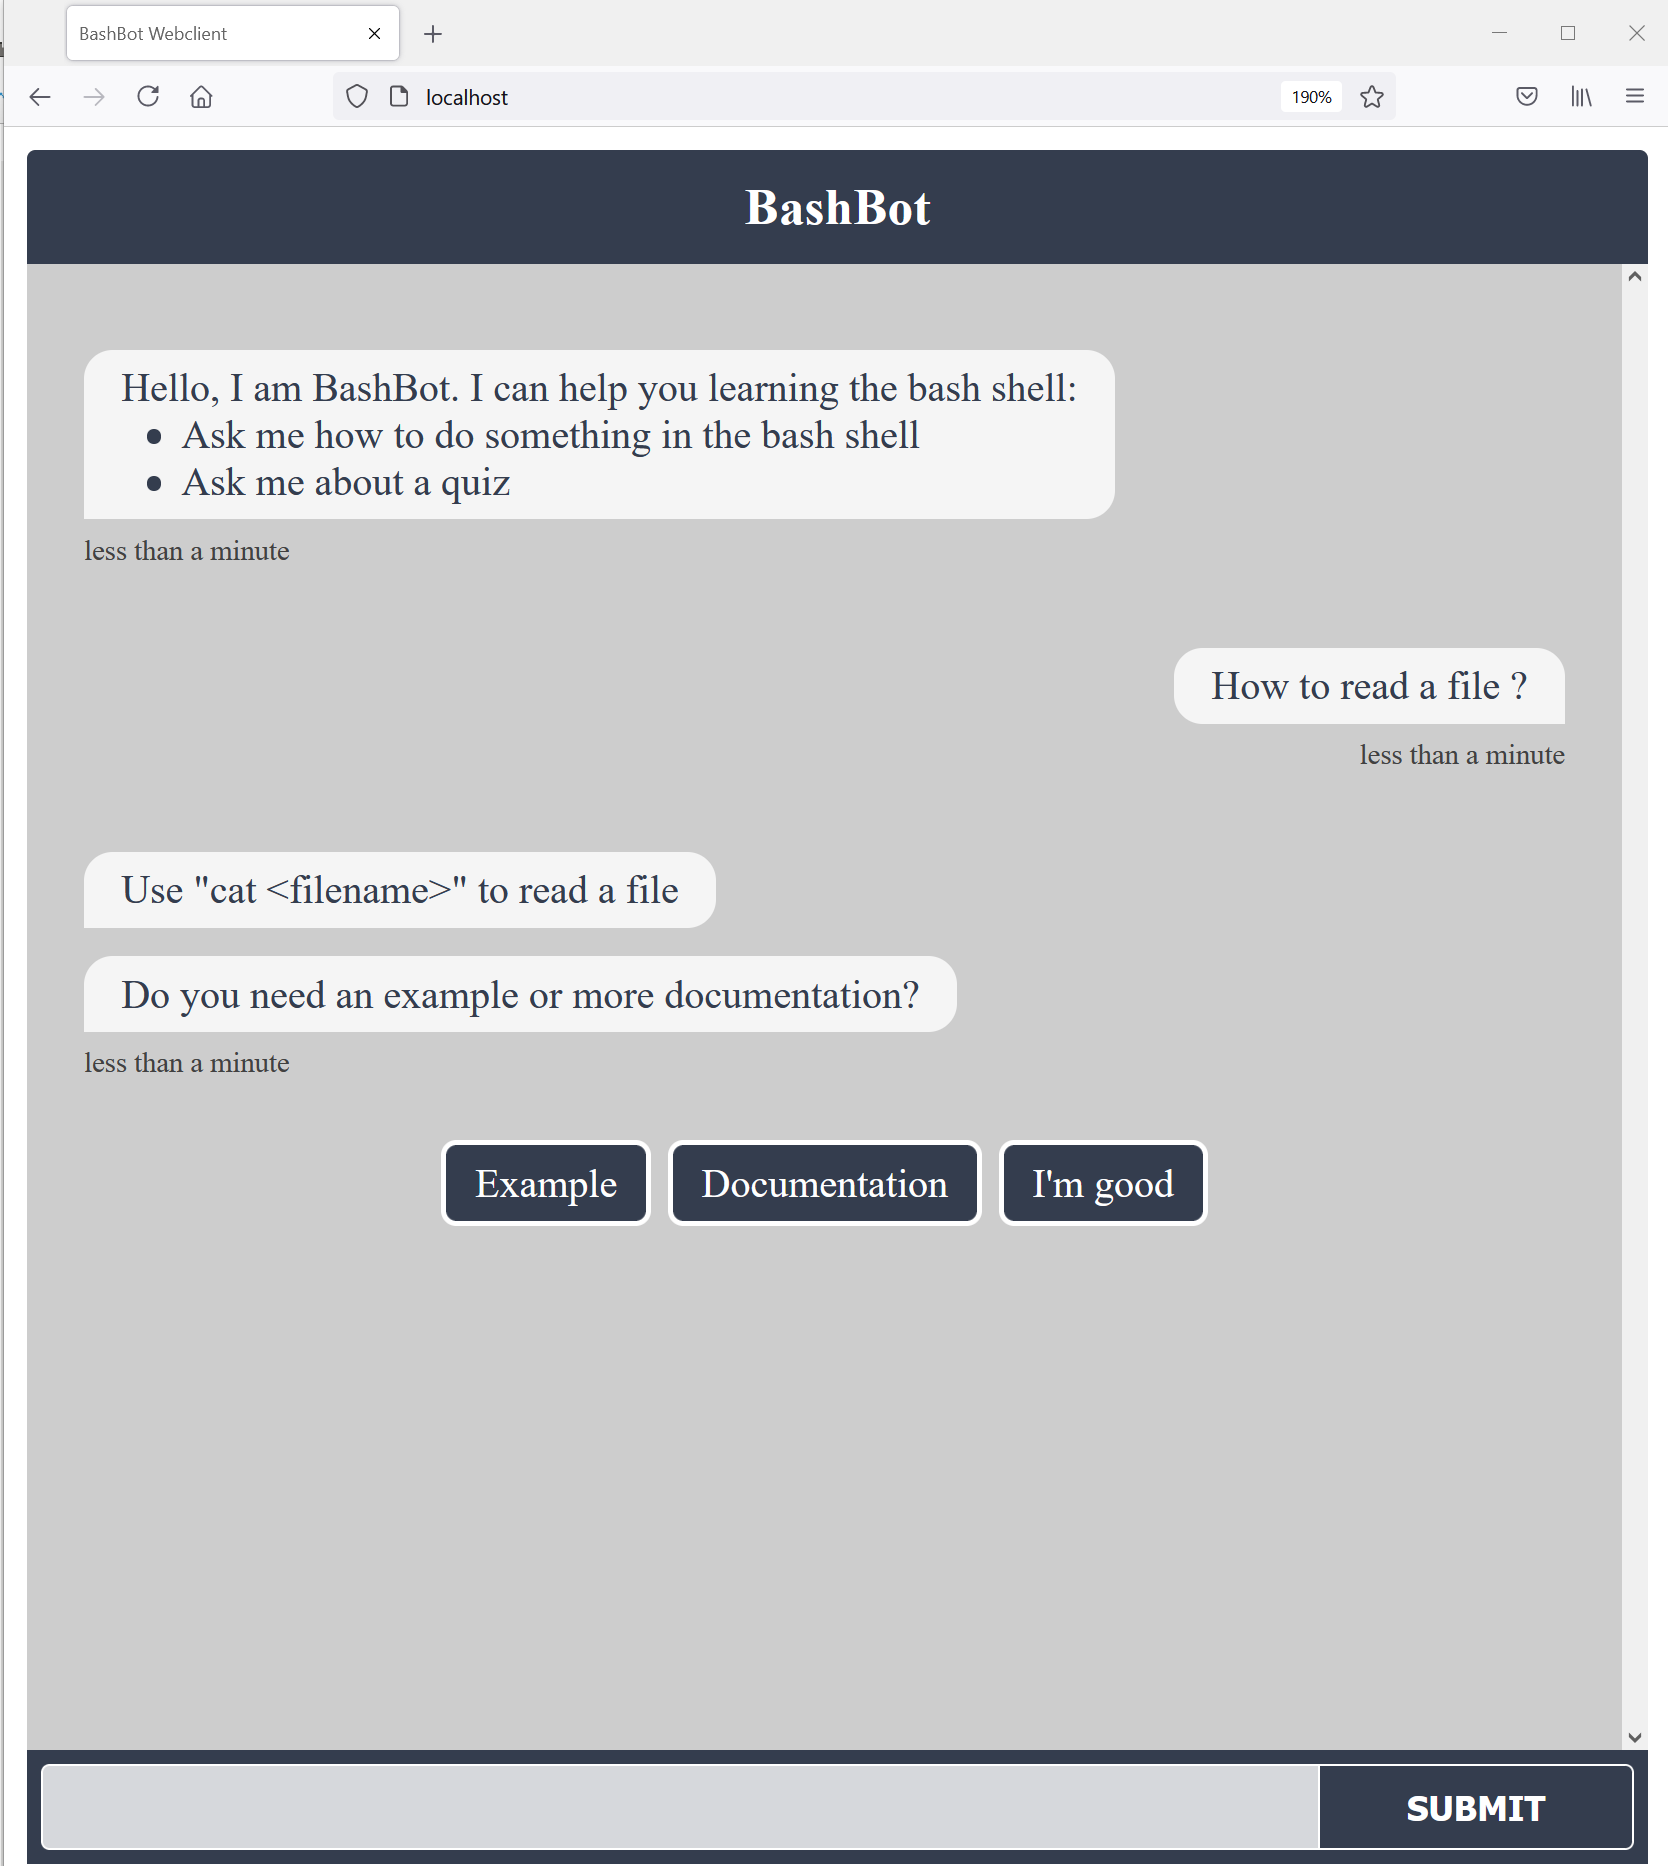 BashBot Webclient
localhost
190%
BashBot
Hello, I am BashBot. I can help you learning the bash shell:
• Ask me how to do something in the bash shell
• Ask me about a quiz
less than a minute
How to read a file ?
less than a minute
Use "cat <filename>" to read a file
Do you need an example or more documentation?
less than a minute
Example
Documentation
I'm good
SUBMIT